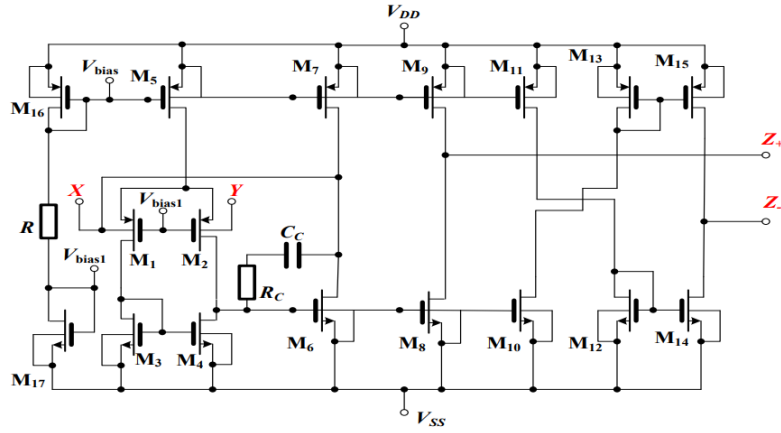 V_DD
V_bias
M_5
M_7
M_9
M_11
M_13
M_15
M_16
X
V_bias1
Y
Z_+
R
V_bias1
M_1
M_2
C_C
Z_-
R_C
M_17
M_3
M_4
M_6
M_8
M_10
M_12
M_14
V_SS